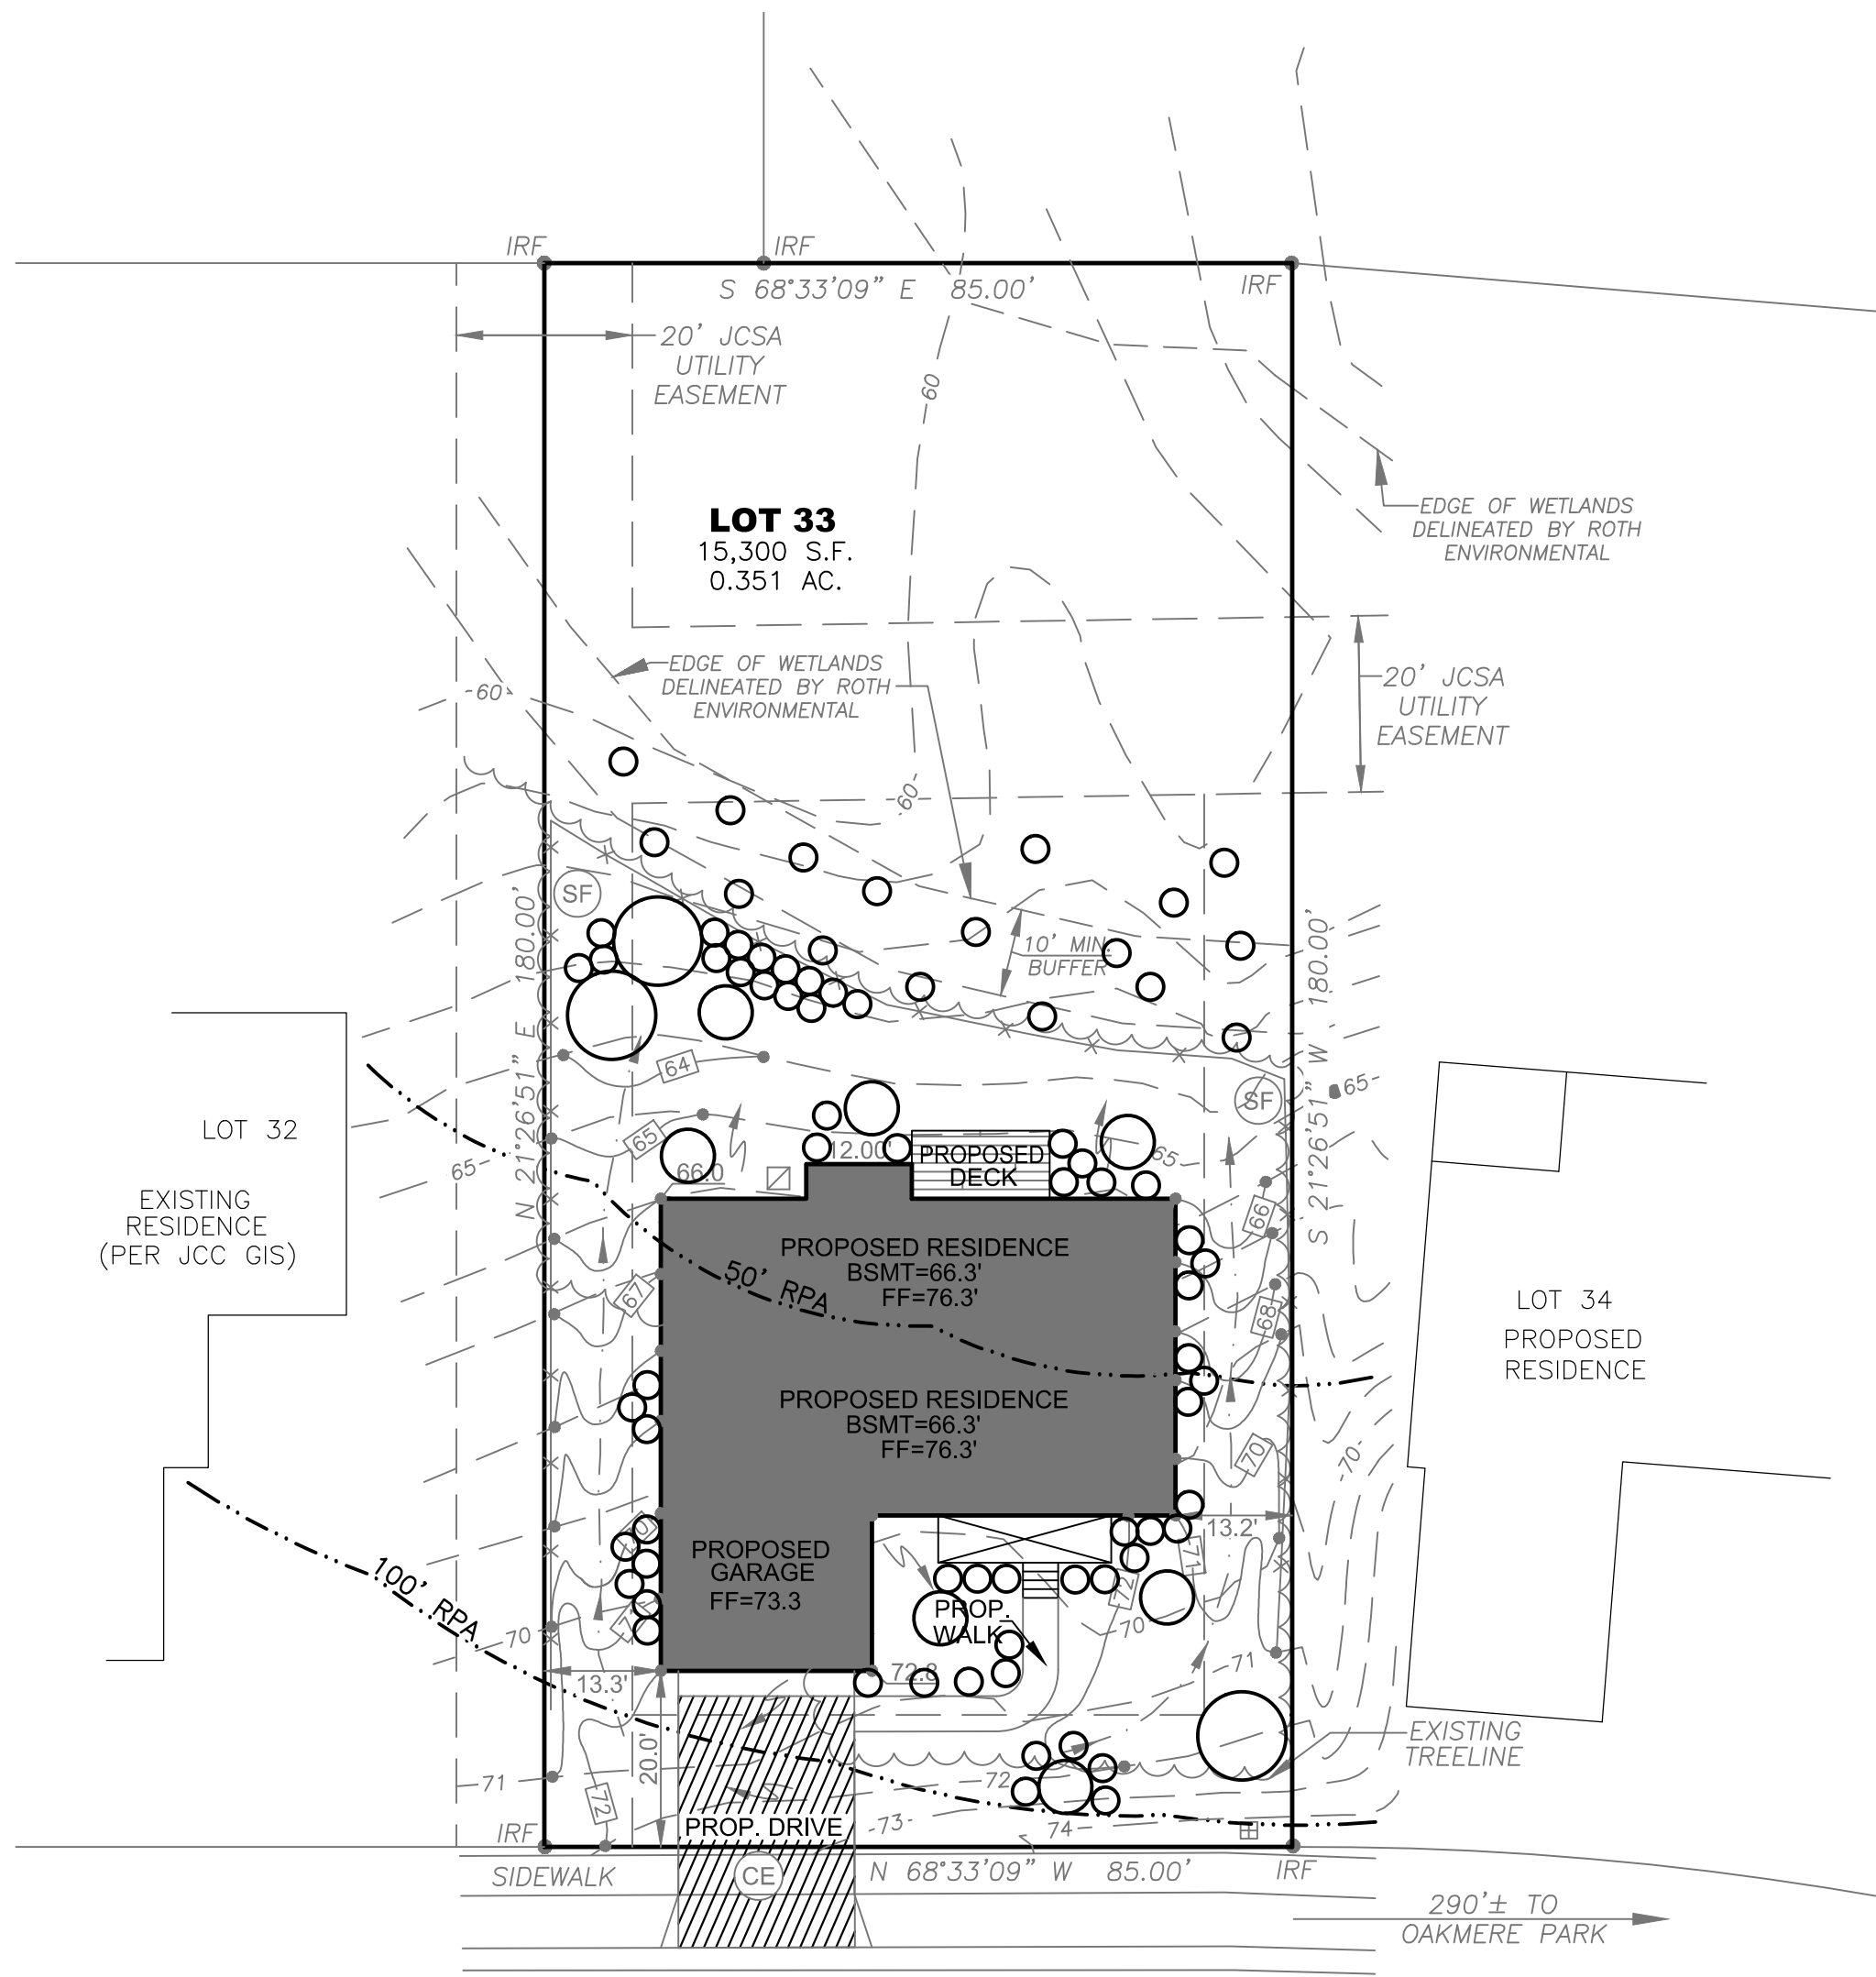 IRF
IRF
IRF
S 68°33'09" E 85.00'
20' JCSA
UTILITY
EASEMENT
60
LOT 33
15,300 S.F.
0.351 AC.
EDGE OF WETLANDS
DELINEATED BY ROTH
ENVIRONMENTAL
EDGE OF WETLANDS
DELINEATED BY ROTH
ENVIRONMENTAL
-60-
20' JCSA
UTILITY
EASEMENT
-60-
SF
10' MIN.
BUFFER
N 21°26'51" E 180.00'
S 21°26'51" W 180.00'
64
SF
65-
LOT 32
EXISTING
RESIDENCE
(PER JCC GIS)
65
65-
66.0
12.00'
PROPOSED
DECK
65
66
PROPOSED RESIDENCE
BSMT=66.3'
FF=76.3'
50' RPA
67
68
LOT 34
PROPOSED
RESIDENCE
PROPOSED RESIDENCE
BSMT=66.3'
FF=76.3'
70
-70-
13.2'
PROPOSED
GARAGE
FF=73.3
71
72
100' RPA
PROP.
WALK
70
70
-71
13.3'
72.8
20.0'
EXISTING
TREELINE
71
72
72
PROP. DRIVE
-73-
74
IRF
SIDEWALK
CE
N 68°33'09" W 85.00'
IRF
290'± TO
OAKMERE PARK